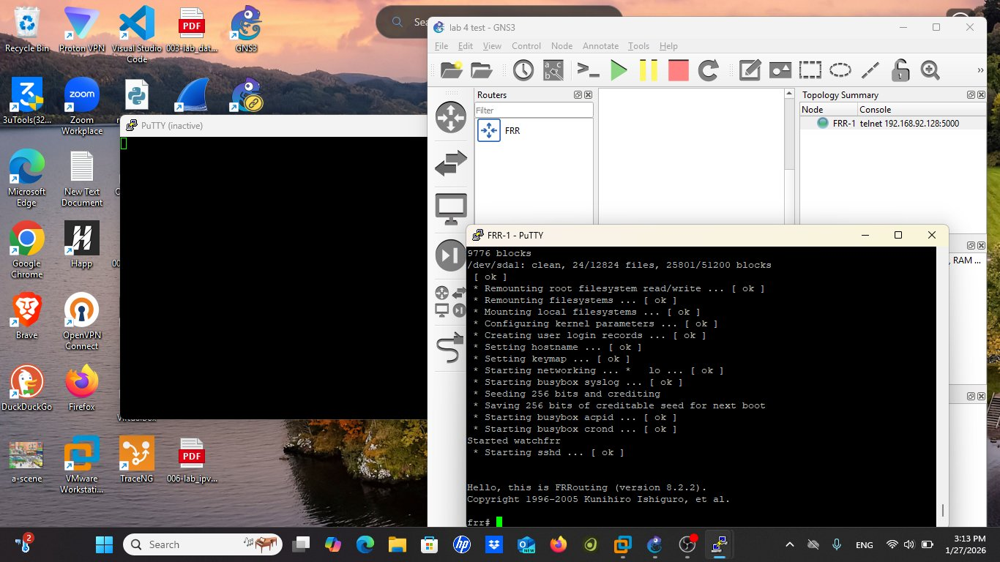 Recycle Bin
Proton VPN
Visual Studio
Code
PDF
003-lab_dat...
GNS3
3uTools(32...
zoom
Zoom
Workplace
Microsoft
Edge
New Text
Document
Google
Chrome
Happ
Brave
OpenVPN
Connect
DuckDuckGo
Firefox
a-scene
VMware
Workstati...
TraceNG
PDF
006-lab_ipv...
PuTTY (inactive)
lab 4 test - GNS3
File Edit View Control Node Annotate Tools Help
Routers
Filter
FRR
Topology Summary
Node Console
FRR-1 telnet 192.168.92.128:5000
, RAM ...
FRR-1 - PuTTY
9776 blocks
/dev/sda1: clean, 24/12824 files, 25801/51200 blocks
[ ok ]
* Remounting root filesystem read/write ... [ ok ]
* Remounting filesystems ... [ ok ]
* Mounting local filesystems ... [ ok ]
* Configuring kernel parameters ... [ ok ]
* Creating user login records ... [ ok ]
* Setting hostname ... [ ok ]
* Setting keymap ... [ ok ]
* Starting networking ... *   lo ... [ ok ]
* Starting busybox syslog ... [ ok ]
* Seeding 256 bits and crediting
* Saving 256 bits of creditable seed for next boot
* Starting busybox acpid ... [ ok ]
* Starting busybox crond ... [ ok ]
Started watchfrr
* Starting sshd ... [ ok ]
Hello, this is FRRouting (version 8.2.2).
Copyright 1996-2005 Kunihiro Ishiguro, et al.
frr#
2
Search
ENG
3:13 PM
1/27/2026